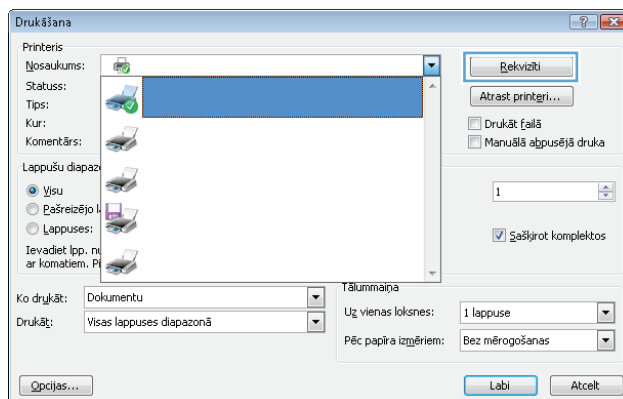 Drukāšana
Printeris
Nosaukums:
Rekvizīti
Statuss:
Tips:
Atrast printeri...
Kur:
Drukāt failā
Komentārs:
Manuālā abpusējā druka
Lappušu diapaz
Visu
1
Pašreizējo l
Lappuses:
Sašķirot komplektos
Ievadiet lpp. nu
ar komatiem. Pi
Tālummaiņa
Ko drukāt: Dokumentu
Uz vienas loksnes: 1 lappuse
Drukāt: Visas lappuses diapazonā
Pēc papīra izmēriem: Bez mērogošanas
Opcijas...
Labi
Atcelt